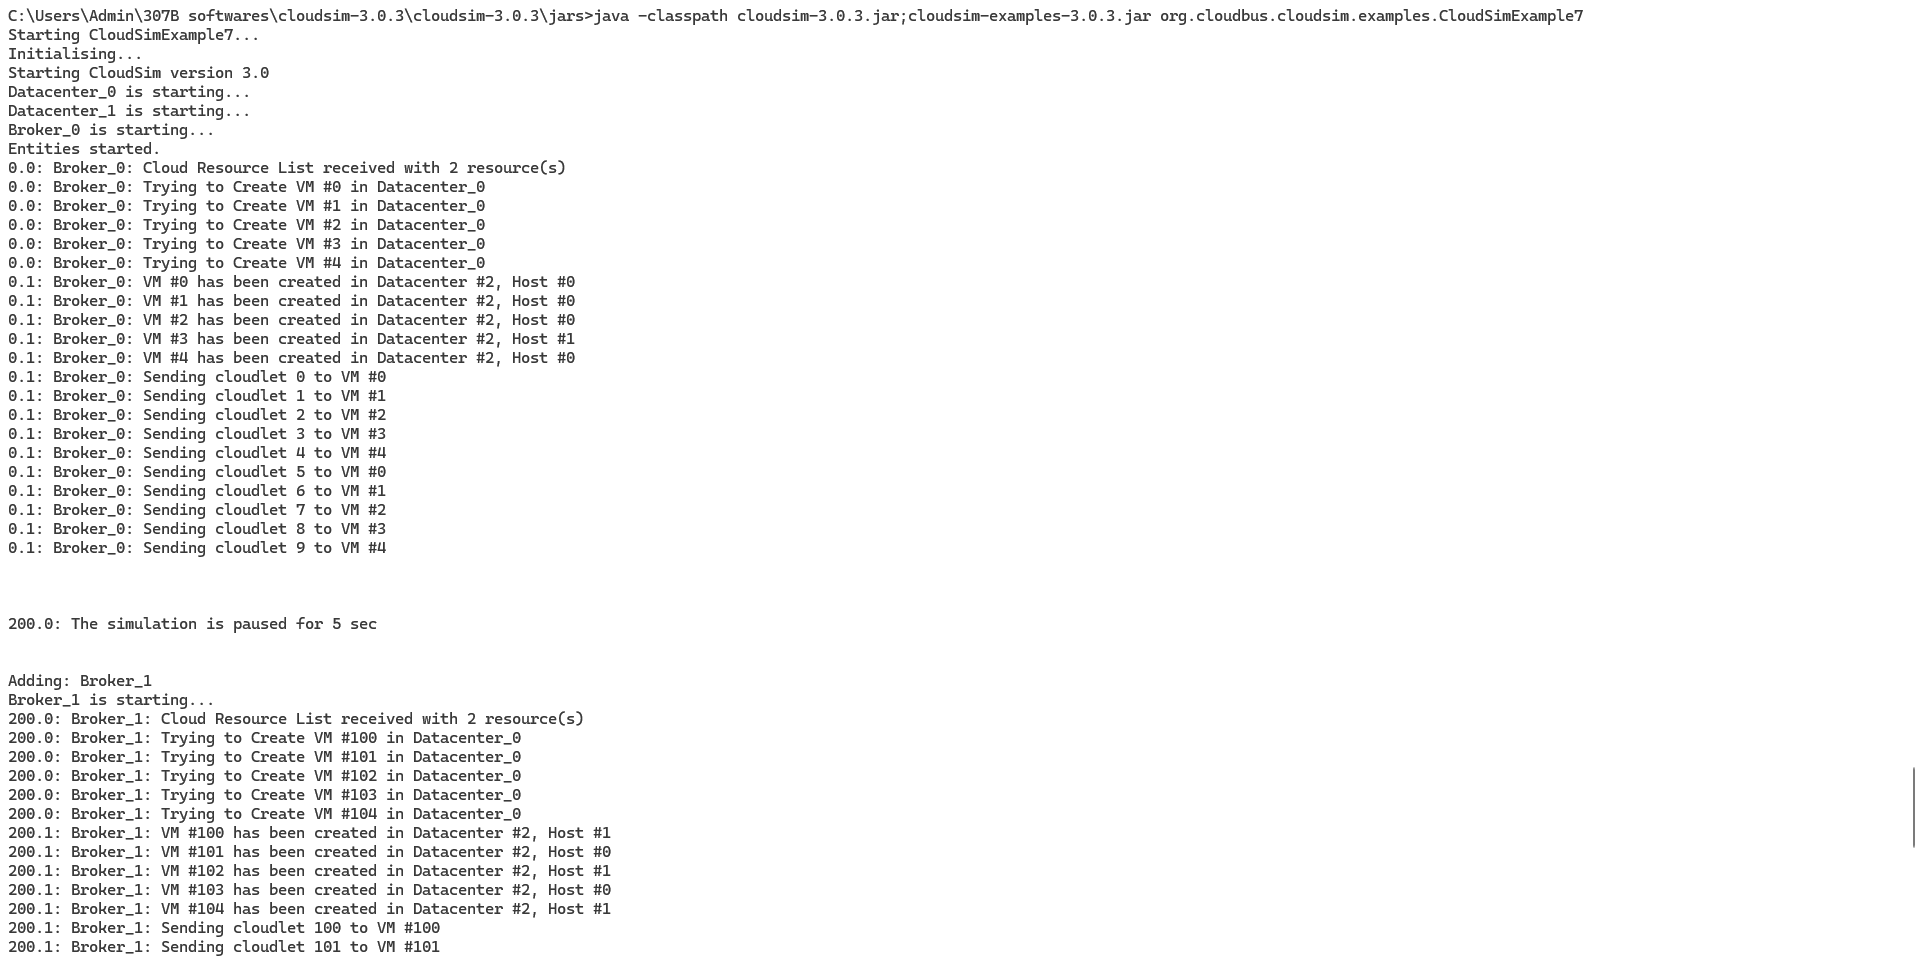 C:\Users\Admin\307B softwares\cloudsim-3.0.3\cloudsim-3.0.3\jars>java -classpath cloudsim-3.0.3.jar;cloudsim-examples-3.0.3.jar org.cloudbus.cloudsim.examples.CloudSimExample7
Starting CloudSimExample7...
Initialising...
Starting CloudSim version 3.0
Datacenter_0 is starting...
Datacenter_1 is starting...
Broker_0 is starting...
Entities started.
0.0: Broker_0: Cloud Resource List received with 2 resource(s)
0.0: Broker_0: Trying to Create VM #0 in Datacenter_0
0.0: Broker_0: Trying to Create VM #1 in Datacenter_0
0.0: Broker_0: Trying to Create VM #2 in Datacenter_0
0.0: Broker_0: Trying to Create VM #3 in Datacenter_0
0.0: Broker_0: Trying to Create VM #4 in Datacenter_0
0.1: Broker_0: VM #0 has been created in Datacenter #2, Host #0
0.1: Broker_0: VM #1 has been created in Datacenter #2, Host #0
0.1: Broker_0: VM #2 has been created in Datacenter #2, Host #0
0.1: Broker_0: VM #3 has been created in Datacenter #2, Host #1
0.1: Broker_0: VM #4 has been created in Datacenter #2, Host #0
0.1: Broker_0: Sending cloudlet 0 to VM #0
0.1: Broker_0: Sending cloudlet 1 to VM #1
0.1: Broker_0: Sending cloudlet 2 to VM #2
0.1: Broker_0: Sending cloudlet 3 to VM #3
0.1: Broker_0: Sending cloudlet 4 to VM #4
0.1: Broker_0: Sending cloudlet 5 to VM #0
0.1: Broker_0: Sending cloudlet 6 to VM #1
0.1: Broker_0: Sending cloudlet 7 to VM #2
0.1: Broker_0: Sending cloudlet 8 to VM #3
0.1: Broker_0: Sending cloudlet 9 to VM #4
200.0: The simulation is paused for 5 sec
Adding: Broker_1
Broker_1 is starting...
200.0: Broker_1: Cloud Resource List received with 2 resource(s)
200.0: Broker_1: Trying to Create VM #100 in Datacenter_0
200.0: Broker_1: Trying to Create VM #101 in Datacenter_0
200.0: Broker_1: Trying to Create VM #102 in Datacenter_0
200.0: Broker_1: Trying to Create VM #103 in Datacenter_0
200.0: Broker_1: Trying to Create VM #104 in Datacenter_0
200.1: Broker_1: VM #100 has been created in Datacenter #2, Host #1
200.1: Broker_1: VM #101 has been created in Datacenter #2, Host #0
200.1: Broker_1: VM #102 has been created in Datacenter #2, Host #1
200.1: Broker_1: VM #103 has been created in Datacenter #2, Host #0
200.1: Broker_1: VM #104 has been created in Datacenter #2, Host #1
200.1: Broker_1: Sending cloudlet 100 to VM #100
200.1: Broker_1: Sending cloudlet 101 to VM #101